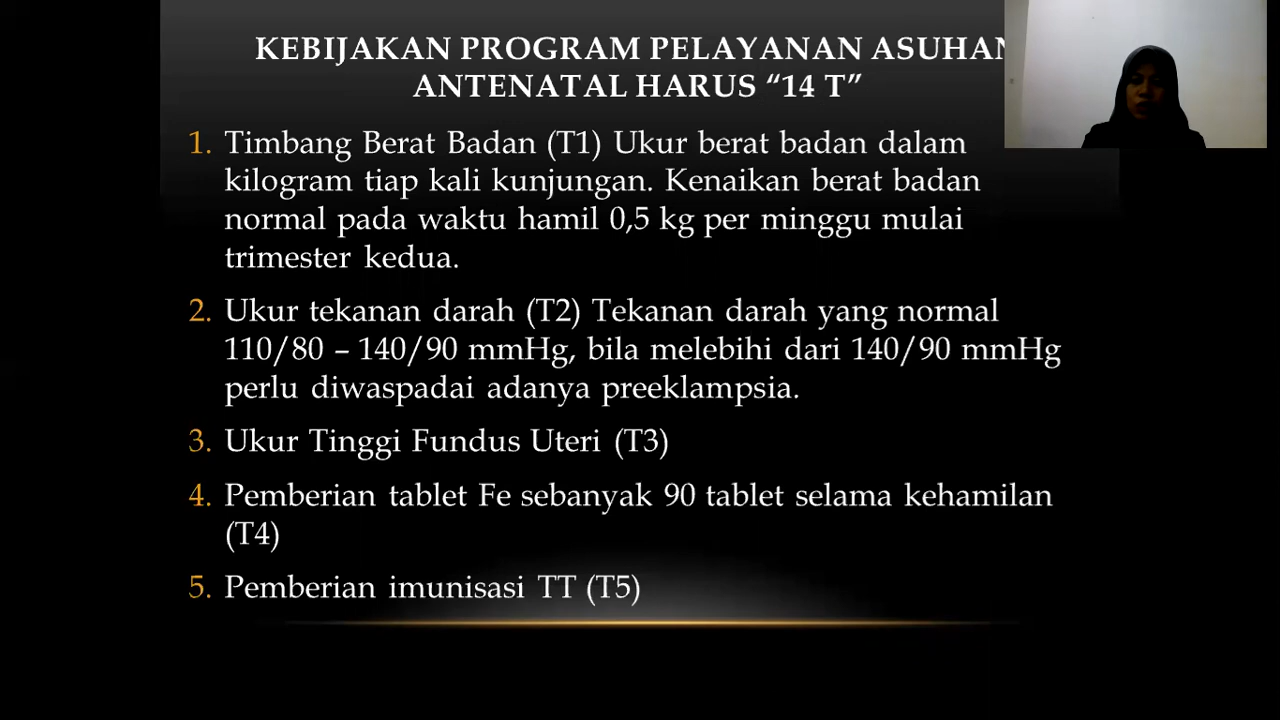 KEBIJAKAN PROGRAM PELAYANAN ASUHAN
ANTENATAL HARUS “14 T”
1. Timbang Berat Badan (T1) Ukur berat badan dalam
kilogram tiap kali kunjungan. Kenaikan berat badan
normal pada waktu hamil 0,5 kg per minggu mulai
trimester kedua.
2. Ukur tekanan darah (T2) Tekanan darah yang normal
110/80 – 140/90 mmHg, bila melebihi dari 140/90 mmHg
perlu diwaspadai adanya preeklampsia.
3. Ukur Tinggi Fundus Uteri (T3)
4. Pemberian tablet Fe sebanyak 90 tablet selama kehamilan
(T4)
5. Pemberian imunisasi TT (T5)